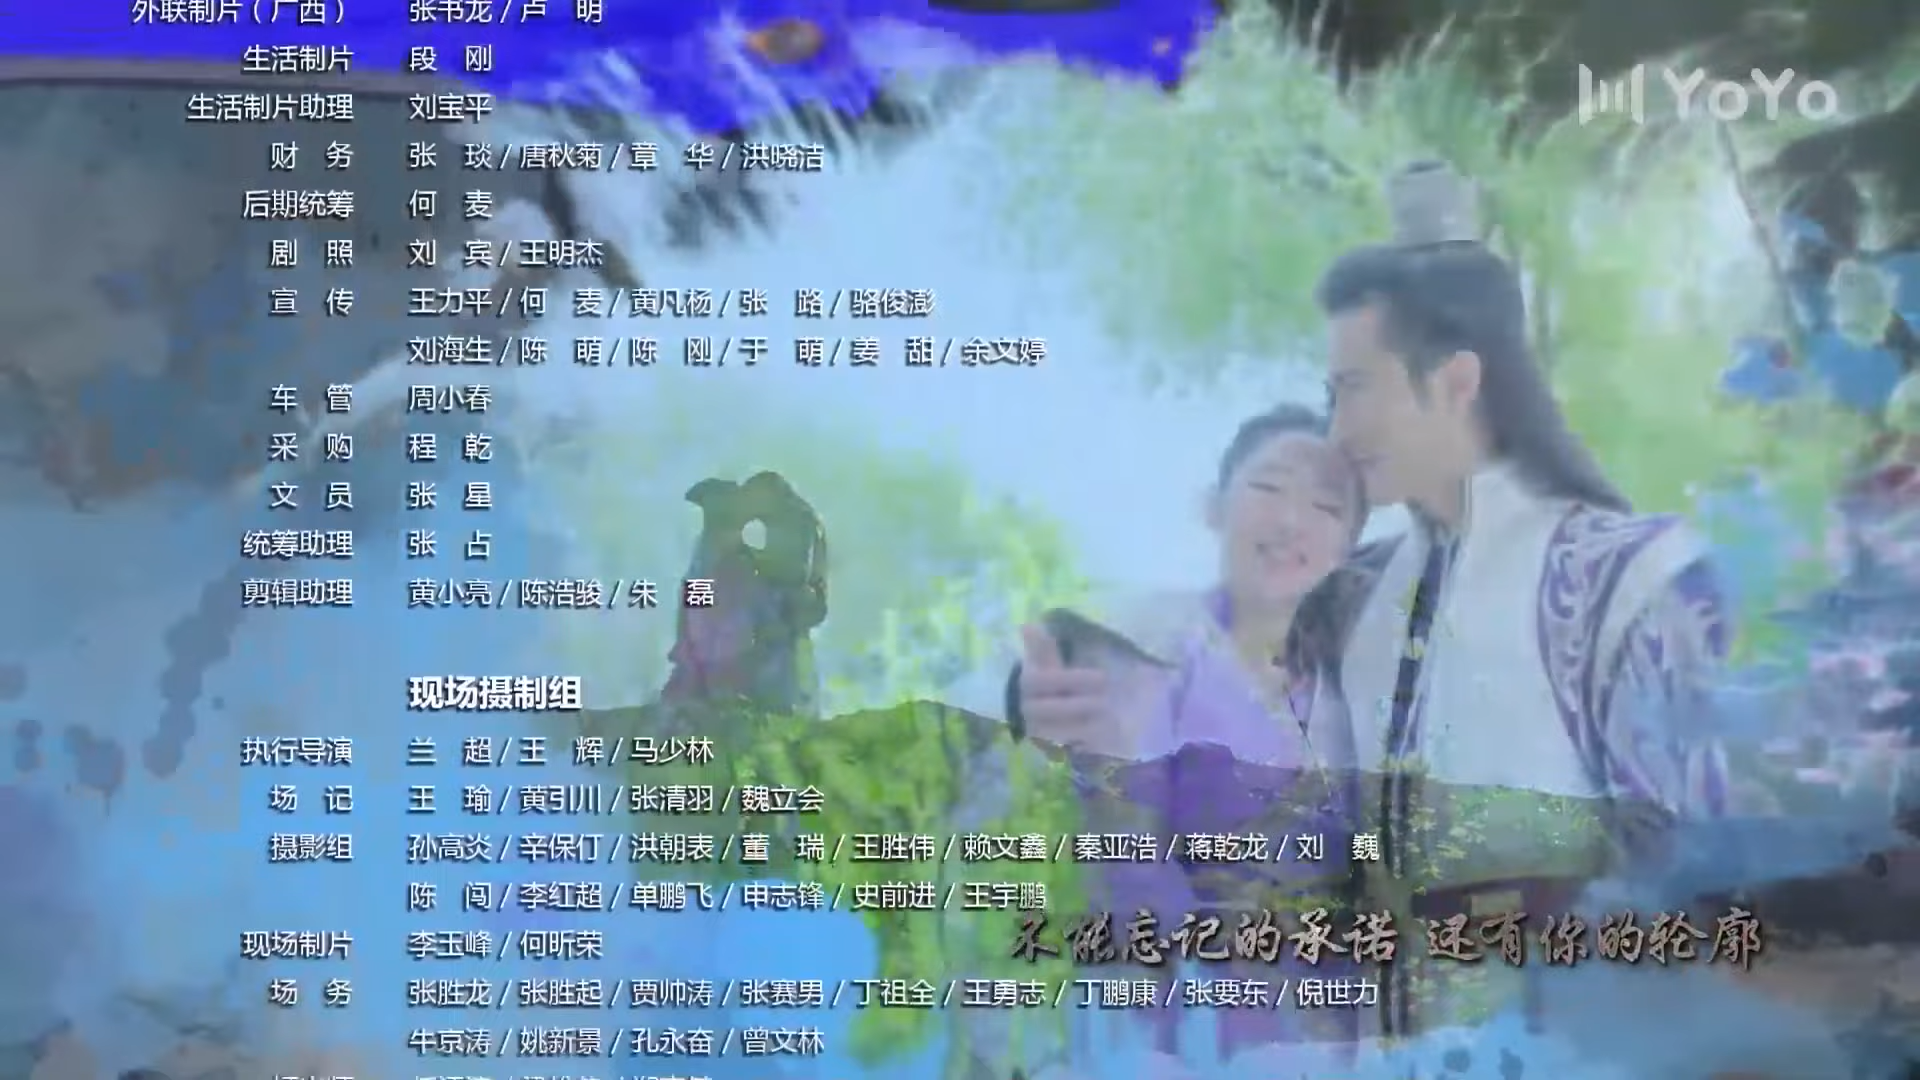 外联制片（广西） 张书龙 / 卢 明
YoYo
生活制片 段 刚
生活制片助理 刘宝平
财 务 张 琰 / 唐秋菊 / 章 华 / 洪晓洁
后期统筹 何 麦
剧 照 刘 宾 / 王明杰
宣 传 王力平 / 何 麦 / 黄凡杨 / 张 路 / 骆俊澎
刘海生 / 陈 萌 / 陈 刚 / 于 萌 / 姜 甜 / 余文婷
车 管 周小春
采 购 程 乾
文 员 张 星
统筹助理 张 占
剪辑助理 黄小亮 / 陈浩骏 / 朱 磊
现场摄制组
执行导演 兰 超 / 王 辉 / 马少林
场 记 王 瑜 / 黄引川 / 张清羽 / 魏立会
摄影组 孙高炎 / 辛保仃 / 洪朝表 / 董 瑞 / 王胜伟 / 赖文鑫 / 秦亚浩 / 蒋乾龙 / 刘 巍
陈 闯 / 李红超 / 单鹏飞 / 申志锋 / 史前进 / 王宇鹏
不能忘记的承诺 还有你的轮廓
现场制片 李玉峰 / 何昕荣
场 务 张胜龙 / 张胜起 / 贾帅涛 / 张赛男 / 丁祖全 / 王勇志 / 丁鹏康 / 张要东 / 倪世力
牛京涛 / 姚新景 / 孔永奋 / 曾文林